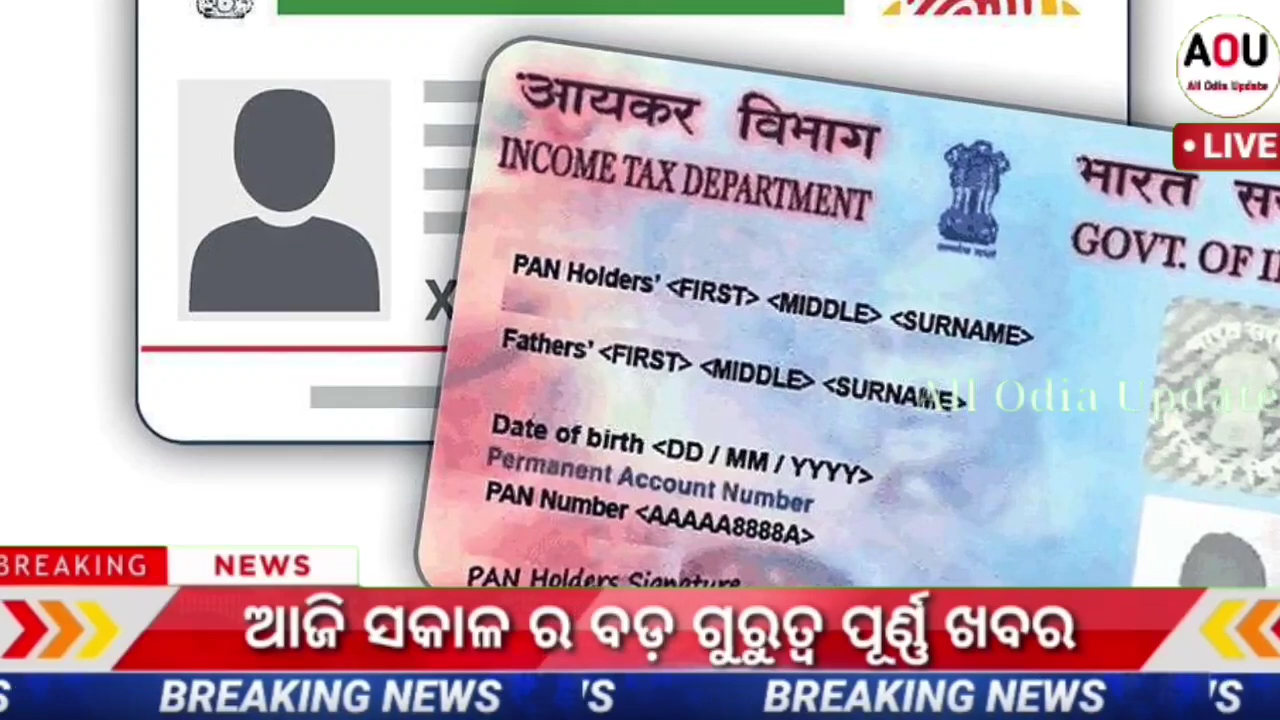 AOU
All Odia Update
• LIVE
आयकर विभाग
INCOME TAX DEPARTMENT
भारत
GOVT. OF
PAN Holders' <FIRST> <MIDDLE> <SURNAME>
Fathers' <FIRST> <MIDDLE> <SURNAME>
All Odia Update
Date of birth <DD / MM / YYYY>
Permanent Account Number
PAN Number <AAAAA8888A>
PAN Holders Signature
X
BREAKING NEWS
ଆଜି ସକାଳ ର ବଡ଼ ଗୁରୁତ୍ୱ ପୂର୍ଣ୍ଣ ଖବର
'S BREAKING NEWS 'S BREAKING NEWS 'S